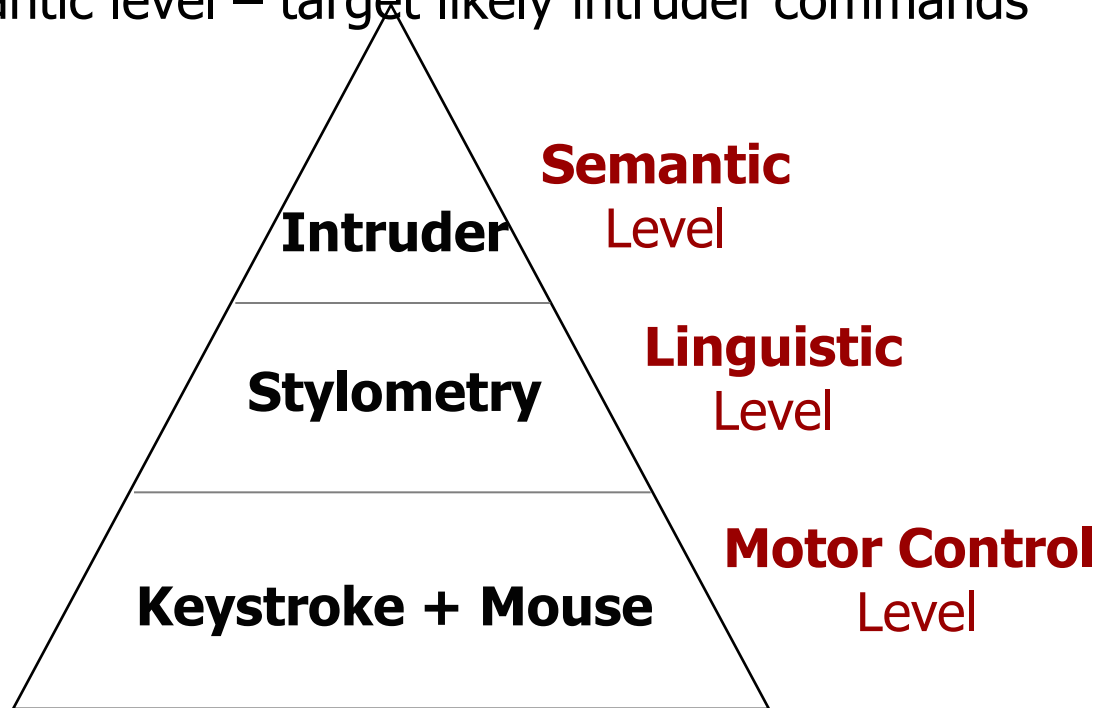 antic level – target likely intruder commands
Semantic
Level
Intruder
Linguistic
Level
Stylometry
Motor Control
Level
Keystroke + Mouse